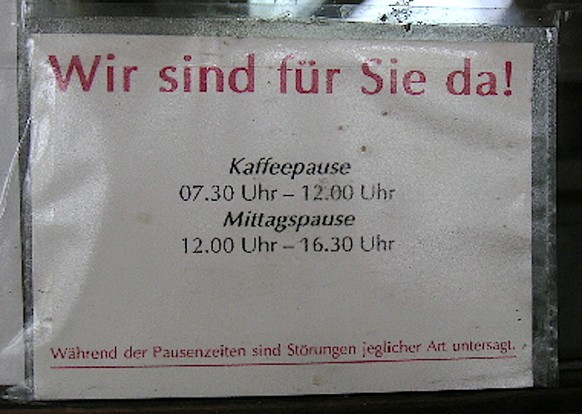 Wir sind für Sie da!
Kaffeepause
07.30 Uhr – 12.00 Uhr
Mittagspause
12.00 Uhr – 16.30 Uhr
Während der Pausenzeiten sind Störungen jeglicher Art untersagt.